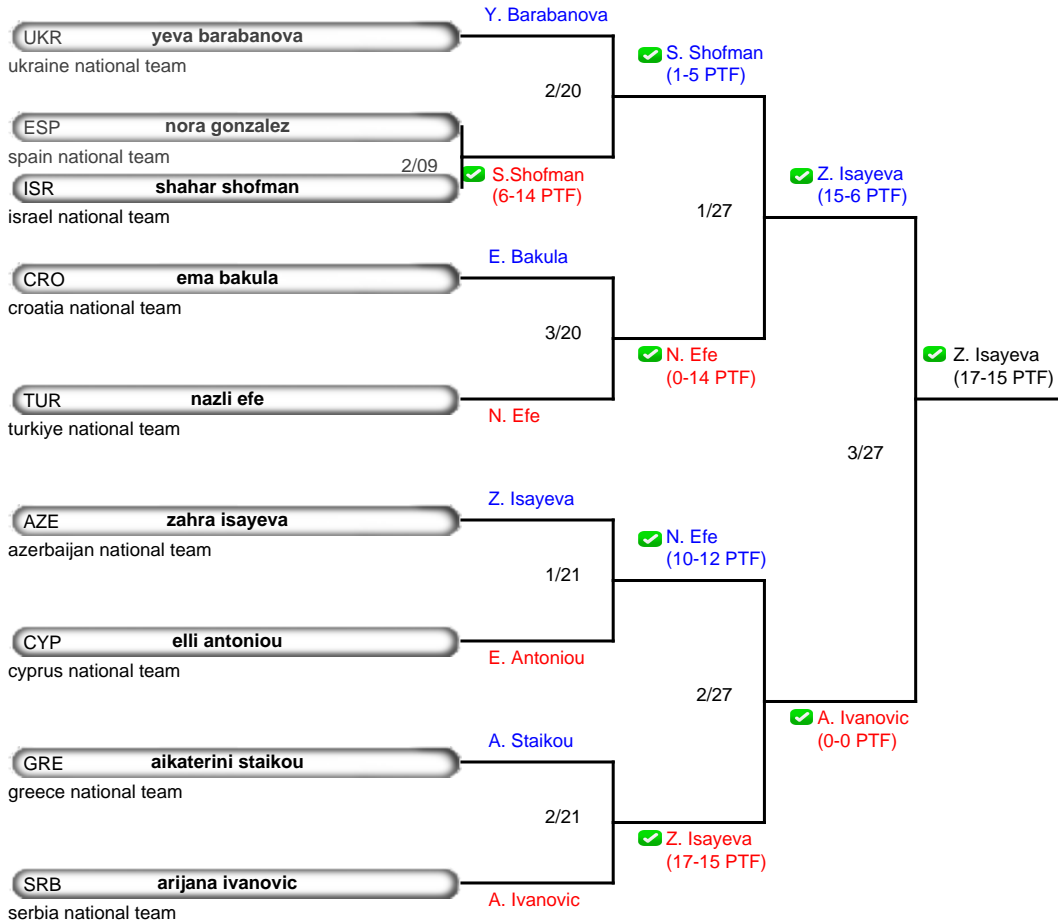 Y. Barabanova
UKR yeva barabanova
ukraine national team
S. Shofman
(1-5 PTF)
2/20
ESP nora gonzalez
spain national team
2/09
S.Shofman
(6-14 PTF)
ISR shahar shofman
israel national team
Z. Isayeva
(15-6 PTF)
1/27
E. Bakula
CRO ema bakula
croatia national team
3/20
N. Efe
(0-14 PTF)
Z. Isayeva
(17-15 PTF)
TUR nazli efe
turkiye national team
N. Efe
3/27
Z. Isayeva
AZE zahra isayeva
azerbaijan national team
N. Efe
(10-12 PTF)
1/21
CYP elli antoniou
cyprus national team
E. Antoniou
2/27
A. Ivanovic
(0-0 PTF)
A. Staikou
GRE aikaterini staikou
greece national team
2/21
Z. Isayeva
(17-15 PTF)
SRB arijana ivanovic
serbia national team
A. Ivanovic